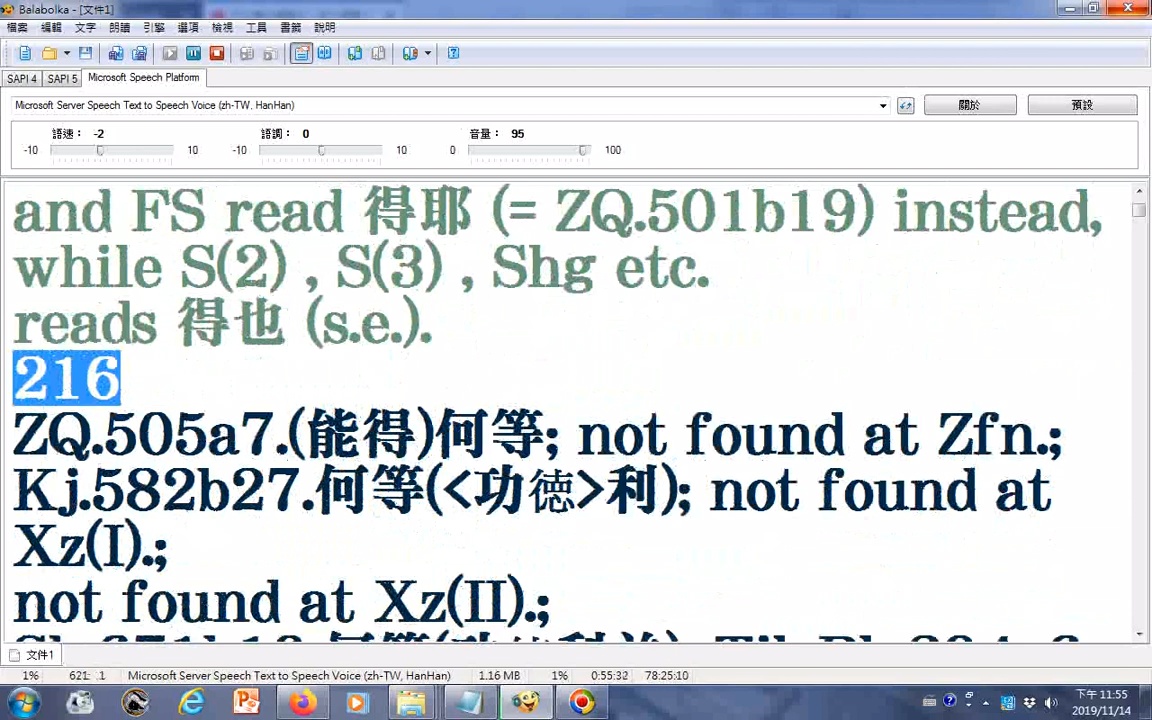 Balabolka - [文件1]
檔案 編輯 文字 朗讀 引擎 選項 檢視 工具 書籤 說明
SAPI 4 SAPI 5 Microsoft Speech Platform
Microsoft Server Speech Text to Speech Voice (zh-TW, HanHan) 關於 預設
語速： -2 語調： 0 音量： 95
-10 10 -10 10 0 100
and FS read 得耶 (= ZQ.501b19) instead,
while S(2) , S(3) , Shg etc.
reads 得也 (s.e.).
216
ZQ.505a7.(能得)何等; not found at Zfn.;
Kj.582b27.何等(<功德>利); not found at
Xz(I).;
not found at Xz(II).;
文件1
1% 621: 1 Microsoft Server Speech Text to Speech Voice (zh-TW, HanHan) 1.16 MB 1% 0:55:32 78:25:10
下午 11:55
2019/11/14